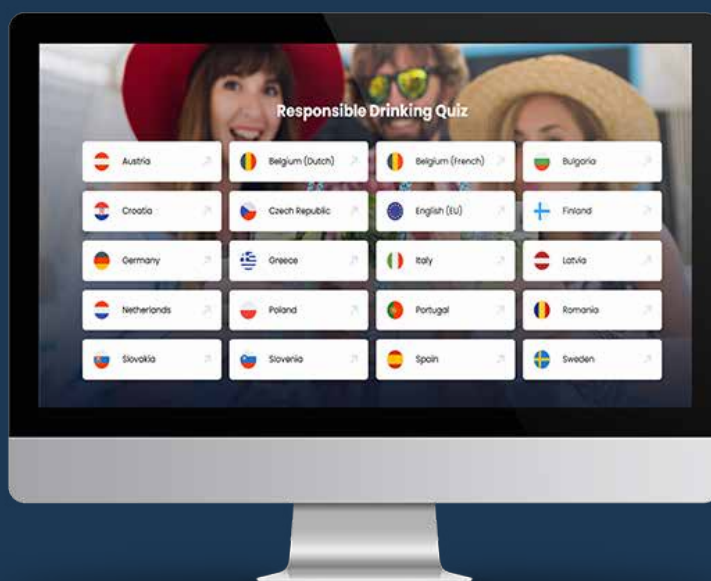 Responsible Drinking Quiz
Austria
Belgium (Dutch)
Belgium (French)
Bulgaria
Croatia
Czech Republic
English (EU)
Finland
Germany
Greece
Italy
Latvia
Netherlands
Poland
Portugal
Romania
Slovakia
Slovenia
Spain
Sweden